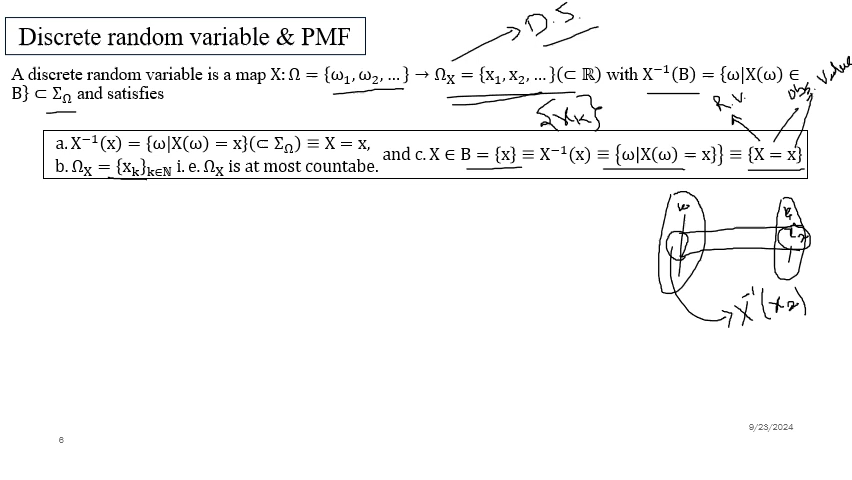 D.S.
Discrete random variable & PMF
A discrete random variable is a map X: Ω = {ω₁, ω₂, … } → Ω_X = {x₁, x₂, … }(⊂ ℝ) with X⁻¹(B) = {ω|X(ω) ∈
B} ⊂ Σ_Ω and satisfies
Obs. Value
R.V.
{x_k}
a. X⁻¹(x) = {ω|X(ω) = x}(⊂ Σ_Ω) ≡ X = x,
b. Ω_X = {x_k}_{k∈ℕ} i. e. Ω_X is at most countabe.
and c. X ∈ B = {x} ≡ X⁻¹(x) ≡ {ω|X(ω) = x}} ≡ {X = x}
X⁻¹(x₂)
9/23/2024
6